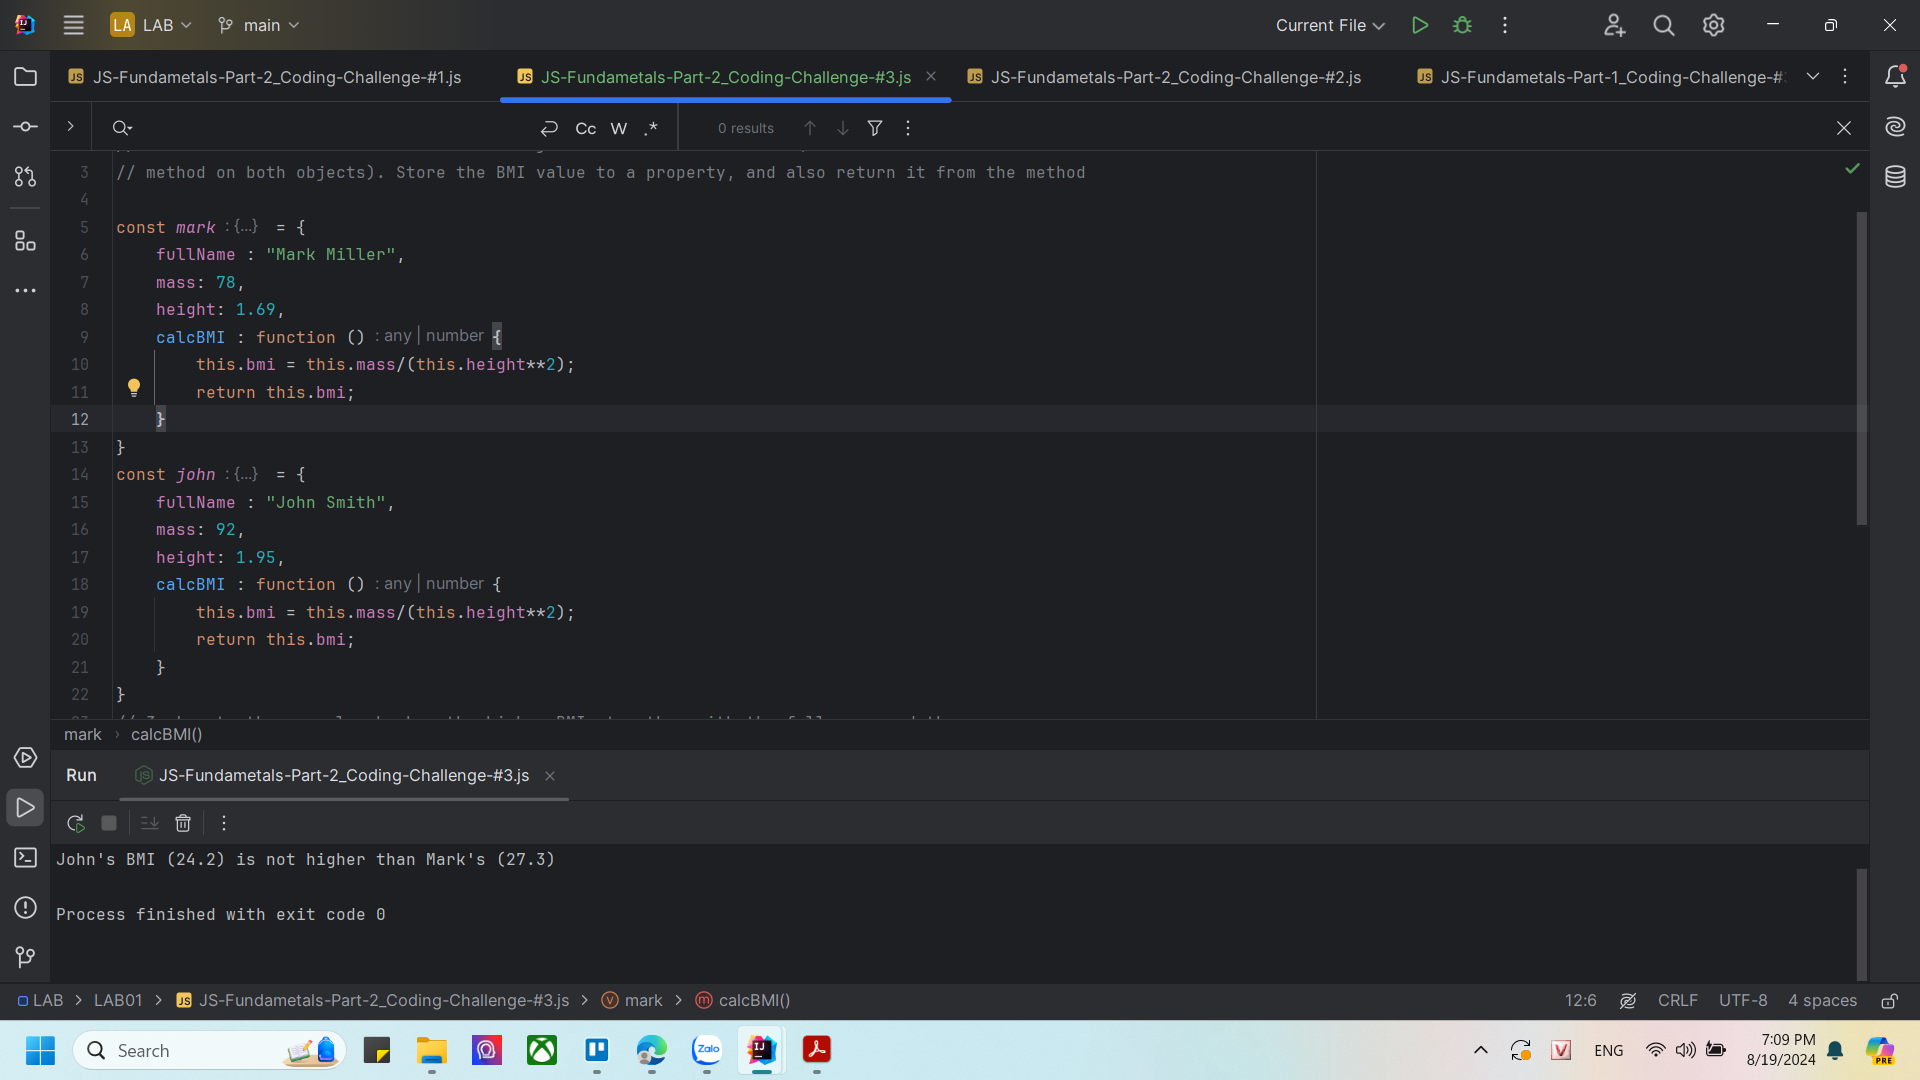 LA LAB main Current File
JS-Fundametals-Part-2_Coding-Challenge-#1.js JS-Fundametals-Part-2_Coding-Challenge-#3.js JS-Fundametals-Part-2_Coding-Challenge-#2.js JS-Fundametals-Part-1_Coding-Challenge-#
Cc W .* 0 results
3 // method on both objects). Store the BMI value to a property, and also return it from the method
4
5 const mark : {...} = {
6 fullName : "Mark Miller",
7 mass: 78,
8 height: 1.69,
9 calcBMI : function () : any | number {
10 this.bmi = this.mass/(this.height**2);
11 return this.bmi;
12 }
13 }
14 const john : {...} = {
15 fullName : "John Smith",
16 mass: 92,
17 height: 1.95,
18 calcBMI : function () : any | number {
19 this.bmi = this.mass/(this.height**2);
20 return this.bmi;
21 }
22 }
mark › calcBMI()
Run JS-Fundametals-Part-2_Coding-Challenge-#3.js
John's BMI (24.2) is not higher than Mark's (27.3)
Process finished with exit code 0
LAB > LAB01 > JS JS-Fundametals-Part-2_Coding-Challenge-#3.js > v mark > m calcBMI() 12:6 CRLF UTF-8 4 spaces
Search Zalo V ENG 7:09 PM PRE
8/19/2024